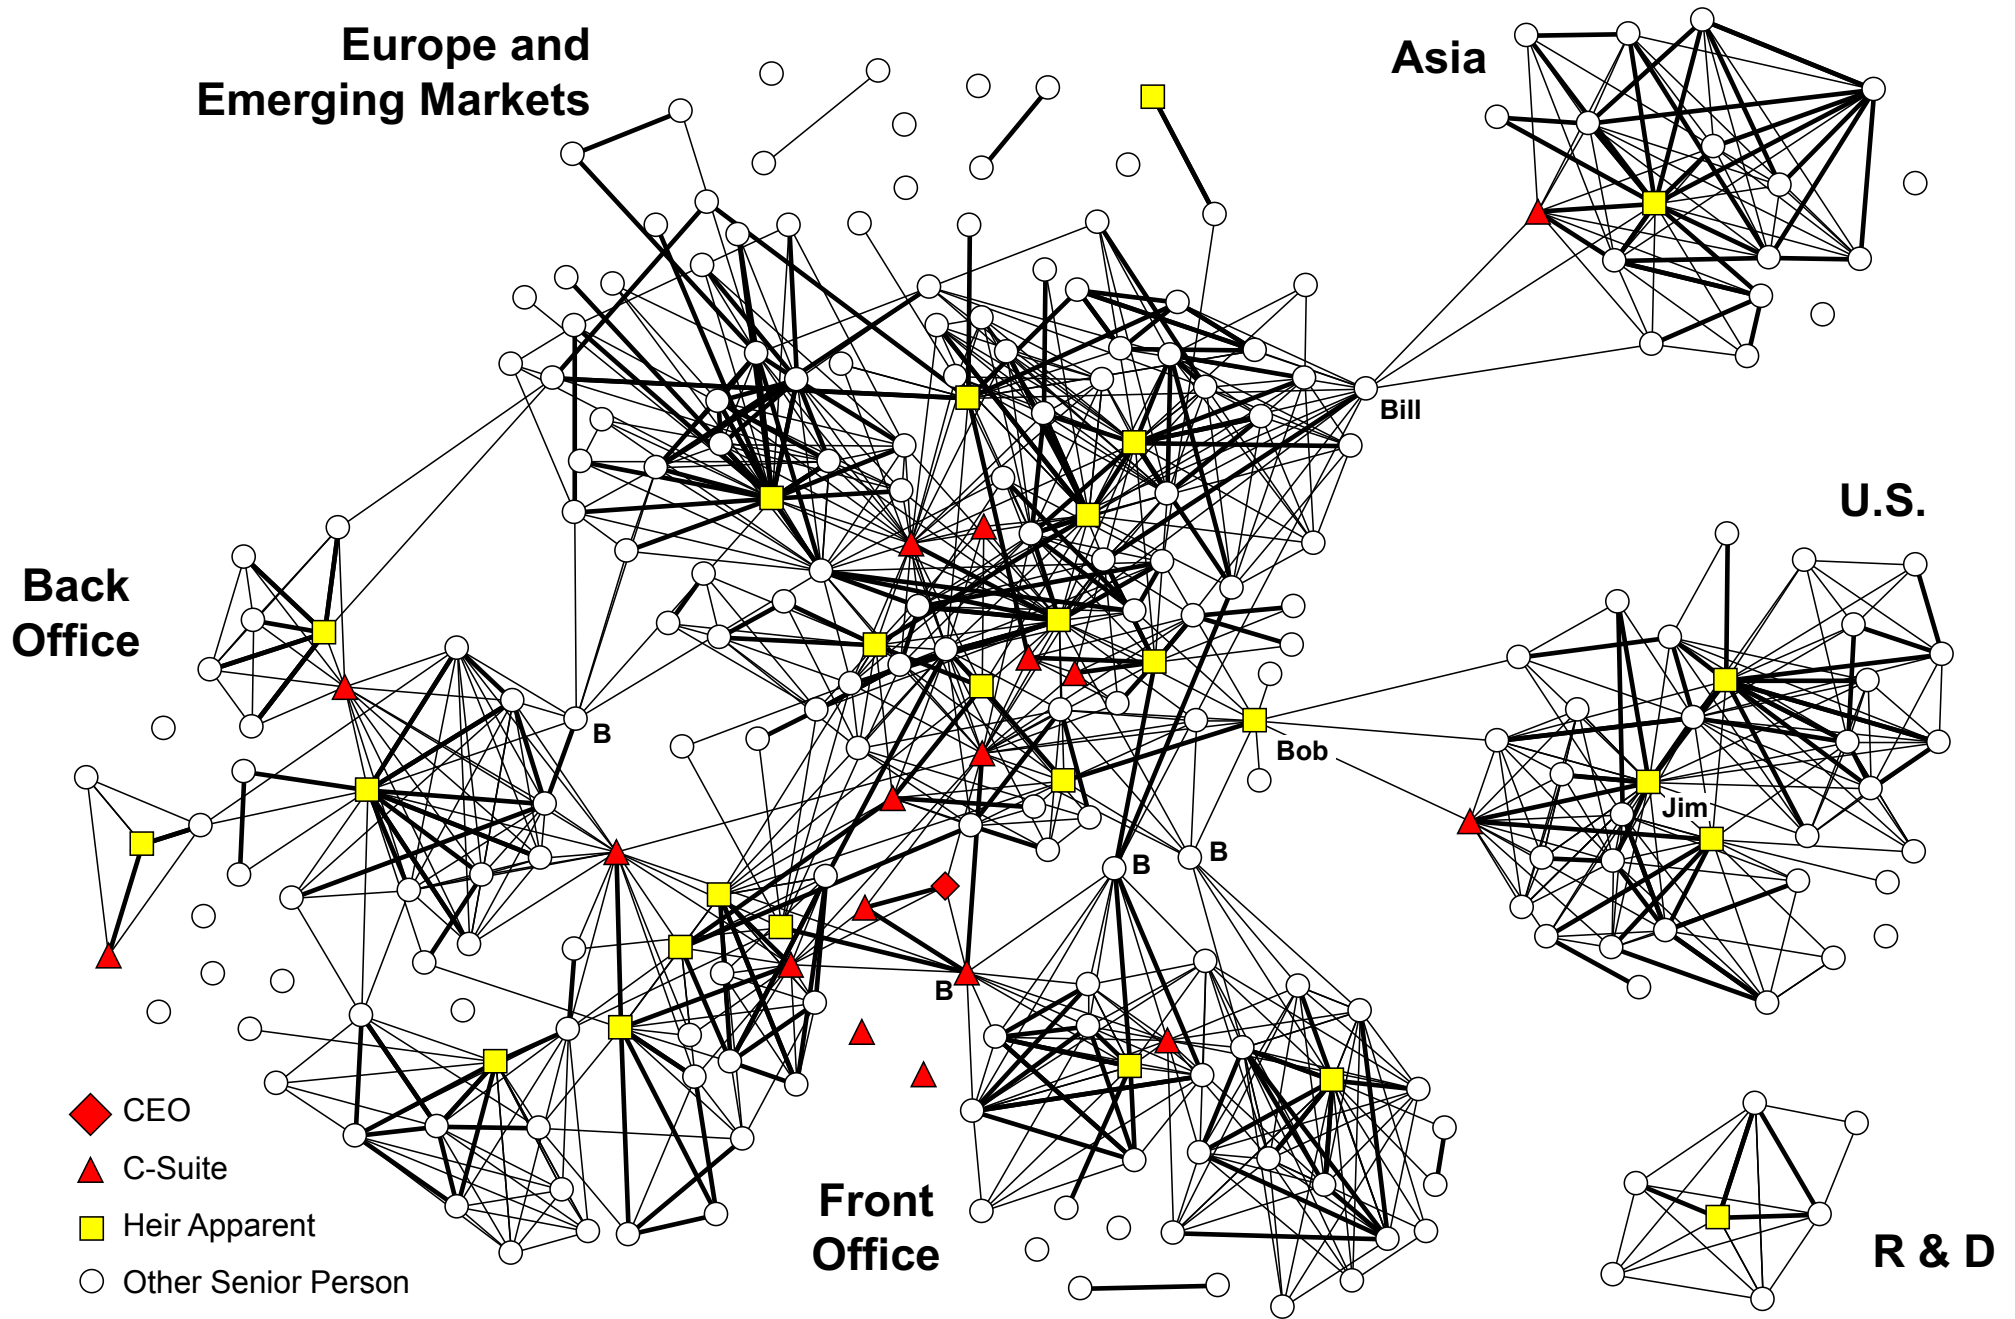 Europe and
Emerging Markets
Asia
Bill
U.S.
Back
Office
B
Bob
Jim
B
B
B
CEO
C-Suite
Heir Apparent
Other Senior Person
Front
Office
R & D